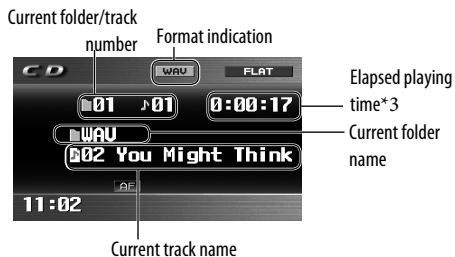 Current folder/track
number
Format indication
CD
WAV
FLAT
01
♪01
0:00:17
Elapsed playing
time*3
WAV
Current folder
name
♪02 You Might Think
AF
11:02
Current track name